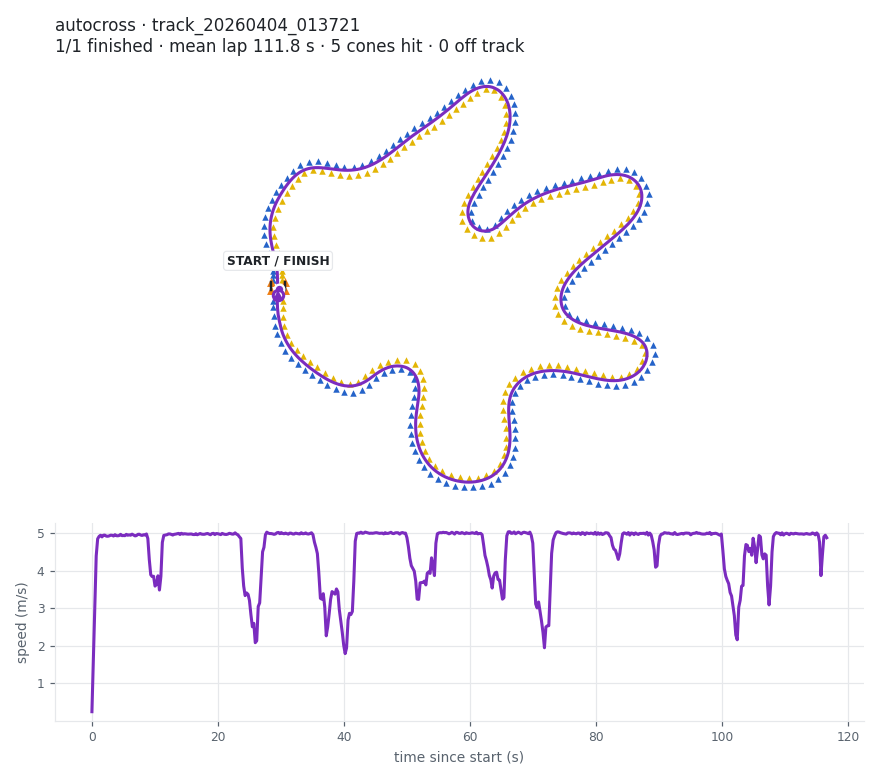 autocross · track_20260404_013721
1/1 finished · mean lap 111.8 s · 5 cones hit · 0 off track
START / FINISH
5
4
3
2
1
speed (m/s)
0 20 40 60 80 100 120
time since start (s)